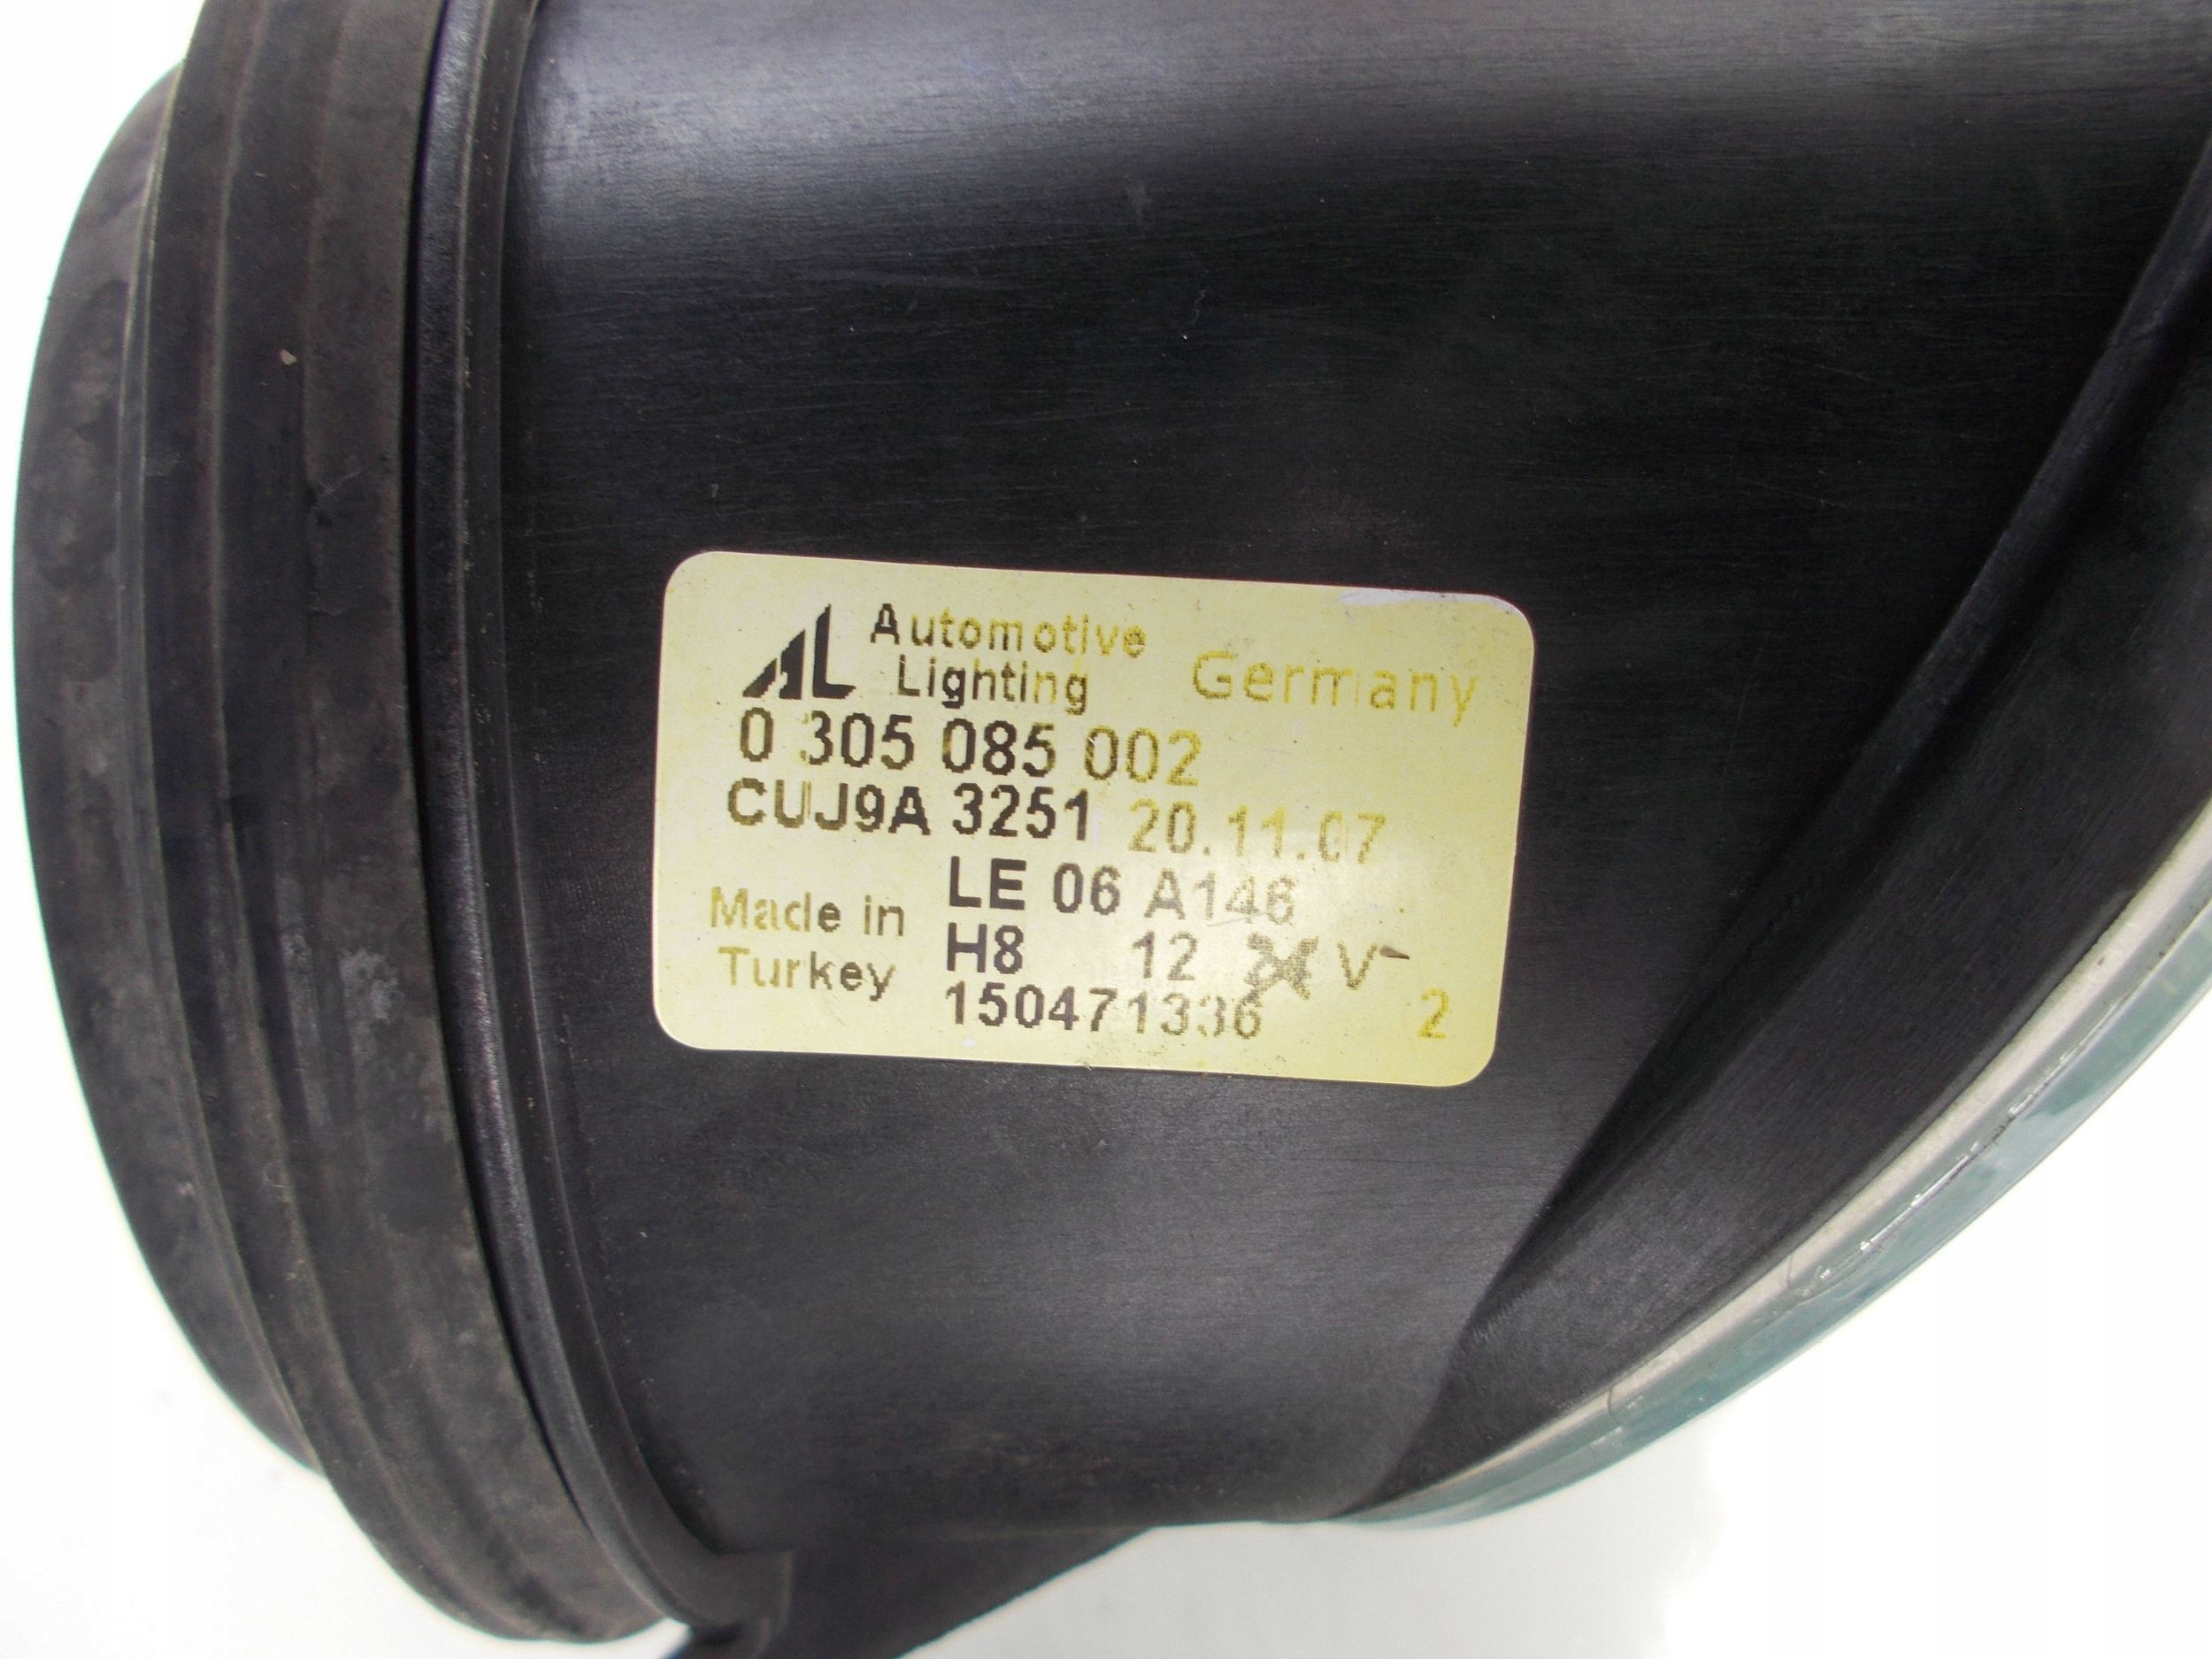 AL Automotive
Lighting Germany
0 305 085 002
CUJ9A 3251 20.11.07
LE 06 A146
Made in
Turkey
H8 12 24 V-
150471336 2